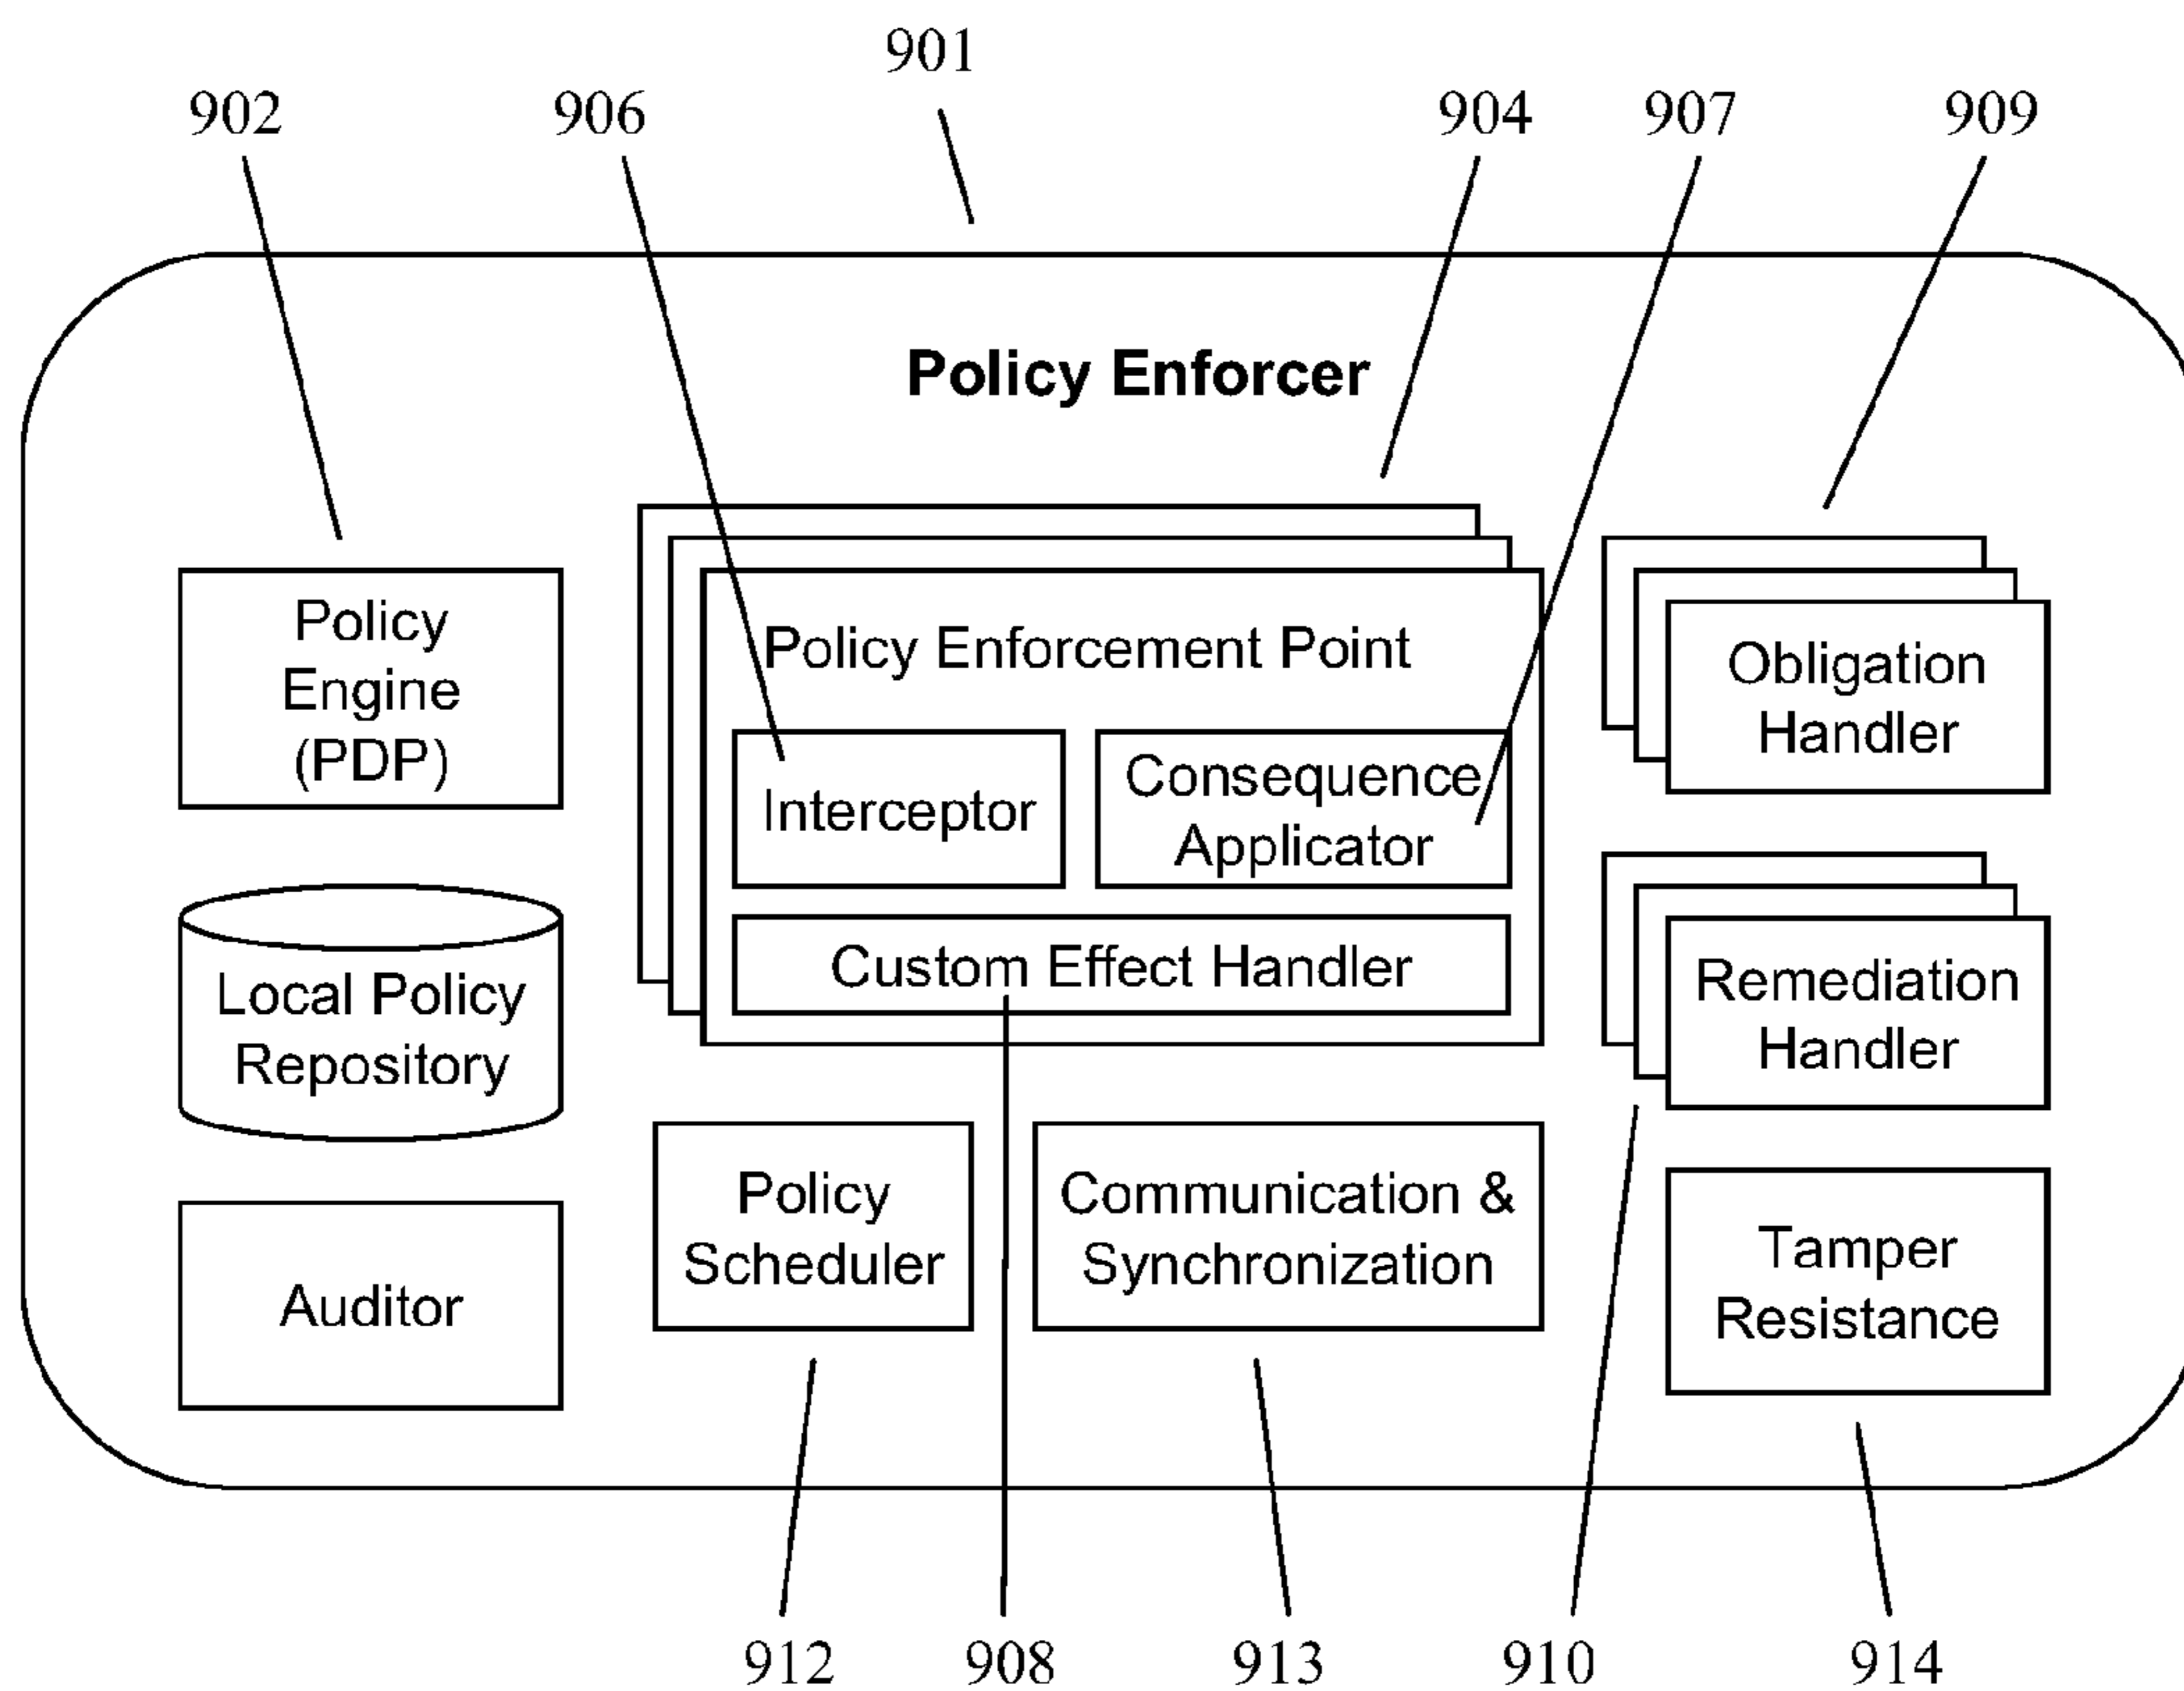 901
902
906
904
907
909
Policy Enforcer
Policy
Engine
(PDP)
Policy Enforcement Point
Interceptor
Consequence
Applicator
Custom Effect Handler
Obligation
Handler
Local Policy
Repository
Remediation
Handler
Auditor
Policy
Scheduler
Communication &
Synchronization
Tamper
Resistance
912
908
913
910
914